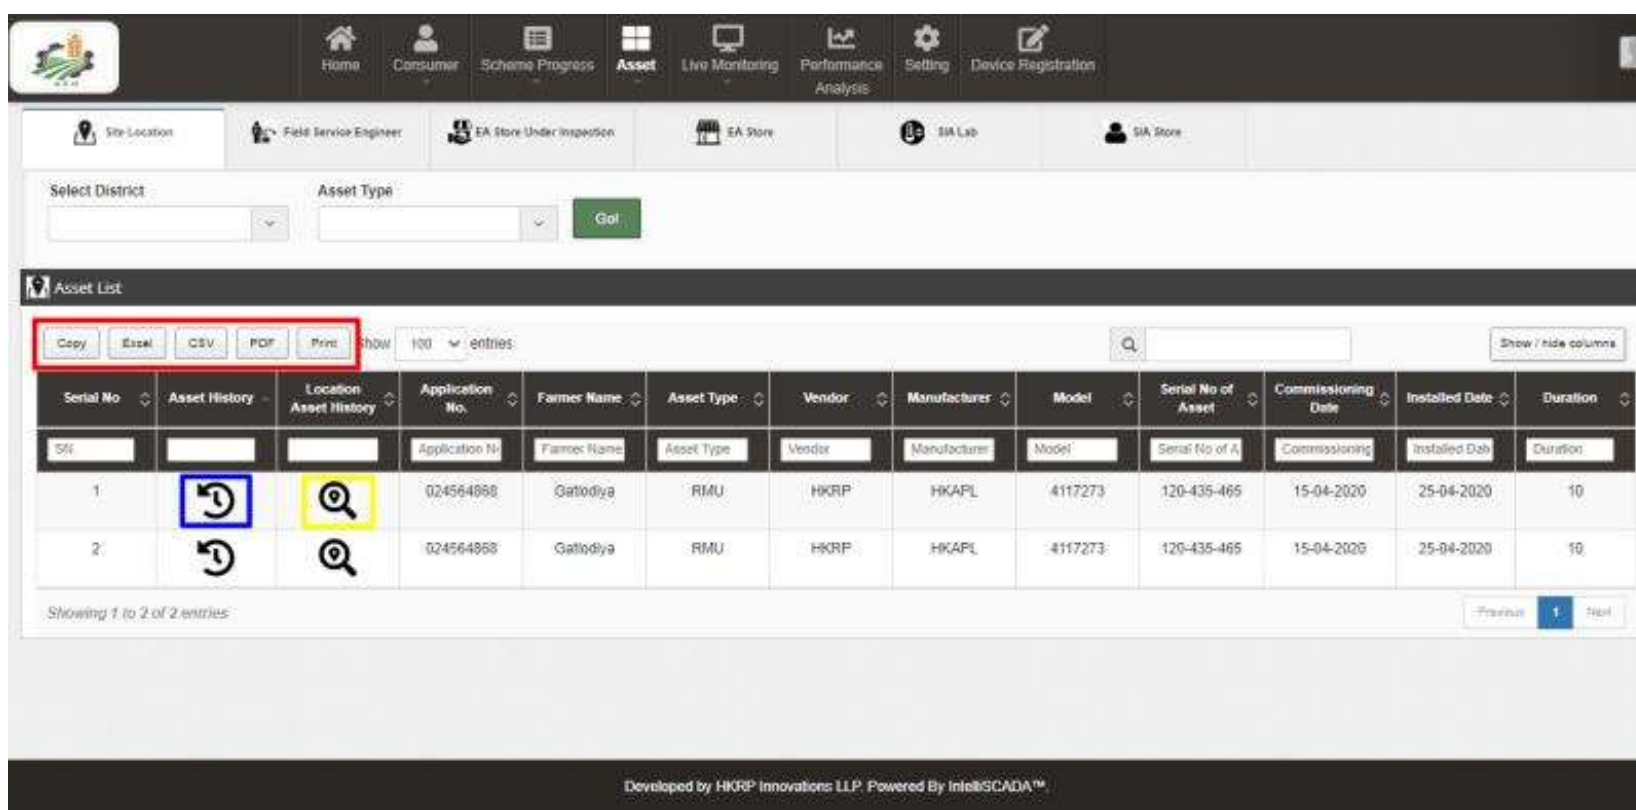 Home
Consumer
Scheme Progress
Asset
Live Monitoring
Performance Analysis
Setting
Device Registration
Site Location
Field Service Engineer
EA Store Under Inspection
EA Store
SIA Lab
SIA Store
Select District
Asset Type
Go!
Asset List
Copy Excel CSV PDF Print Show 100 entries
Show / hide columns
Serial No Asset History Location Asset History Application No. Farmer Name Asset Type Vendor Manufacturer Model Serial No of Asset Commissioning Date Installed Date Duration
SN Application N Farmer Name Asset Type Vendor Manufacturer Model Serial No of A Commissioning Installed Dat Duration
1 024564868 Gatlodiya RMU HKRP HKAPL 4117273 120-435-465 15-04-2020 25-04-2020 10
2 024564868 Gatlodiya RMU HKRP HKAPL 4117273 120-435-465 15-04-2020 25-04-2020 10
Showing 1 to 2 of 2 entries
Previous 1 Next
Developed by HKRP Innovations LLP. Powered By IntelliSCADA™